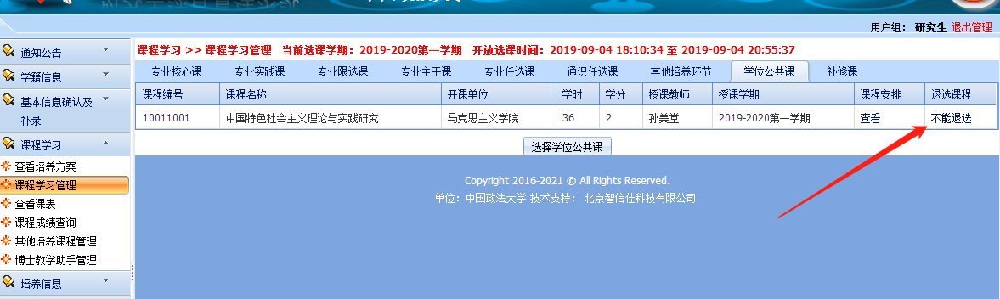 用户组： 研究生 退出管理
通知公告
学籍信息
基本信息确认及
补录
课程学习
查看培养方案
课程学习管理
查看课表
课程成绩查询
其他培养课程管理
博士教学助手管理
培养信息
课程学习 >> 课程学习管理 当前选课学期：2019-2020第一学期 开放选课时间：2019-09-04 18:10:34 至 2019-09-04 20:55:37
专业核心课 专业实践课 专业限选课 专业主干课 专业任选课 通识任选课 其他培养环节 学位公共课 补修课
课程编号 课程名称 开课单位 学时 学分 授课教师 授课学期 课程安排 退选课程
10011001 中国特色社会主义理论与实践研究 马克思主义学院 36 2 孙美堂 2019-2020第一学期 查看 不能退选
选择学位公共课
Copyright 2016-2021 © All Rights Reserved.
单位：中国政法大学 技术支持： 北京智信佳科技有限公司